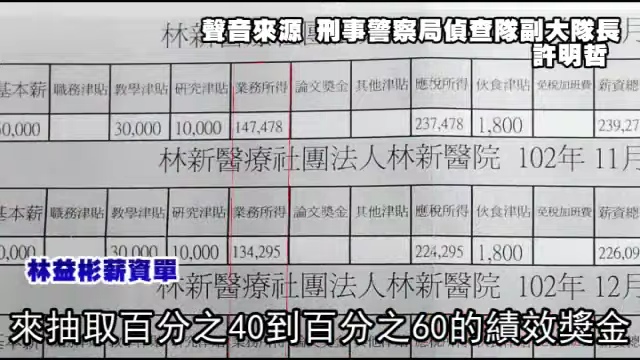 聲音來源 刑事警察局偵查隊副大隊長
許明哲
基本薪 職務津貼 教學津貼 研究津貼 業務所得 論文獎金 其他津貼 應稅所得 伙食津貼 免稅加班費 薪資總
0,000 30,000 10,000 147,478 237,478 1,800 239,27
林新醫療社團法人林新醫院 102年 11月
基本薪 職務津貼 教學津貼 研究津貼 業務所得 論文獎金 其他津貼 應稅所得 伙食津貼 免稅加班費 薪資總
0,000 30,000 10,000 134,295 224,295 1,800 226,09
林益彬薪資單
林新醫療社團法人林新醫院 102年 12月
來抽取百分之40到百分之60的績效獎金